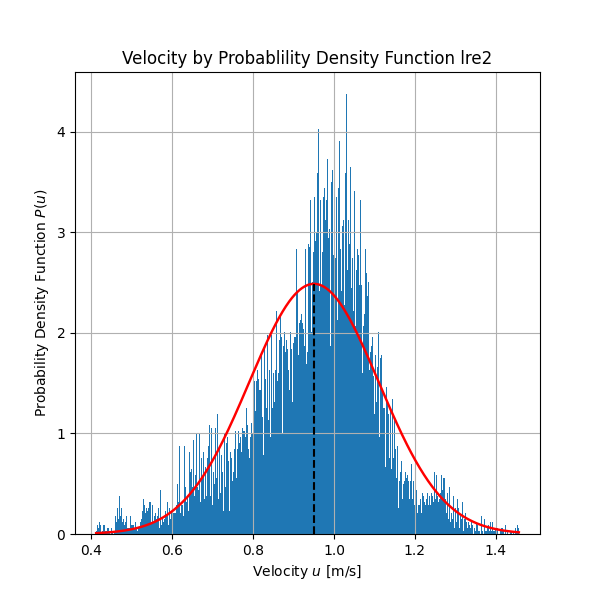 Velocity by Probablility Density Function lre2
Probability Density Function P(u)
4
3
2
1
0
0.4 0.6 0.8 1.0 1.2 1.4
Velocity u [m/s]